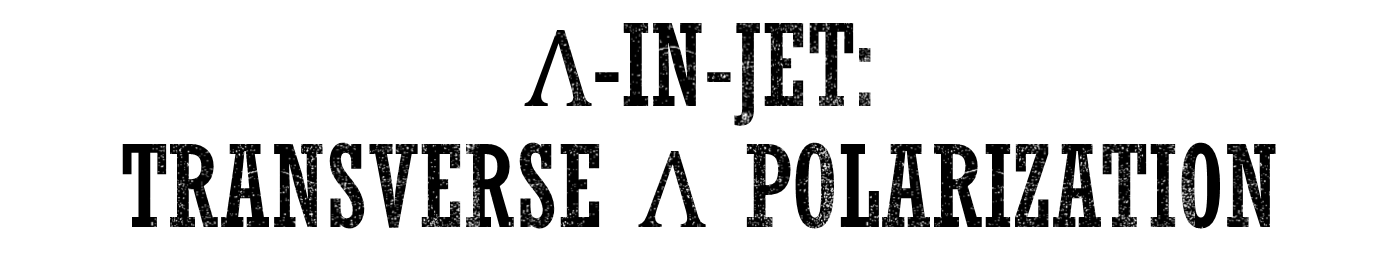 Λ-IN-JET:
TRANSVERSE Λ POLARIZATION